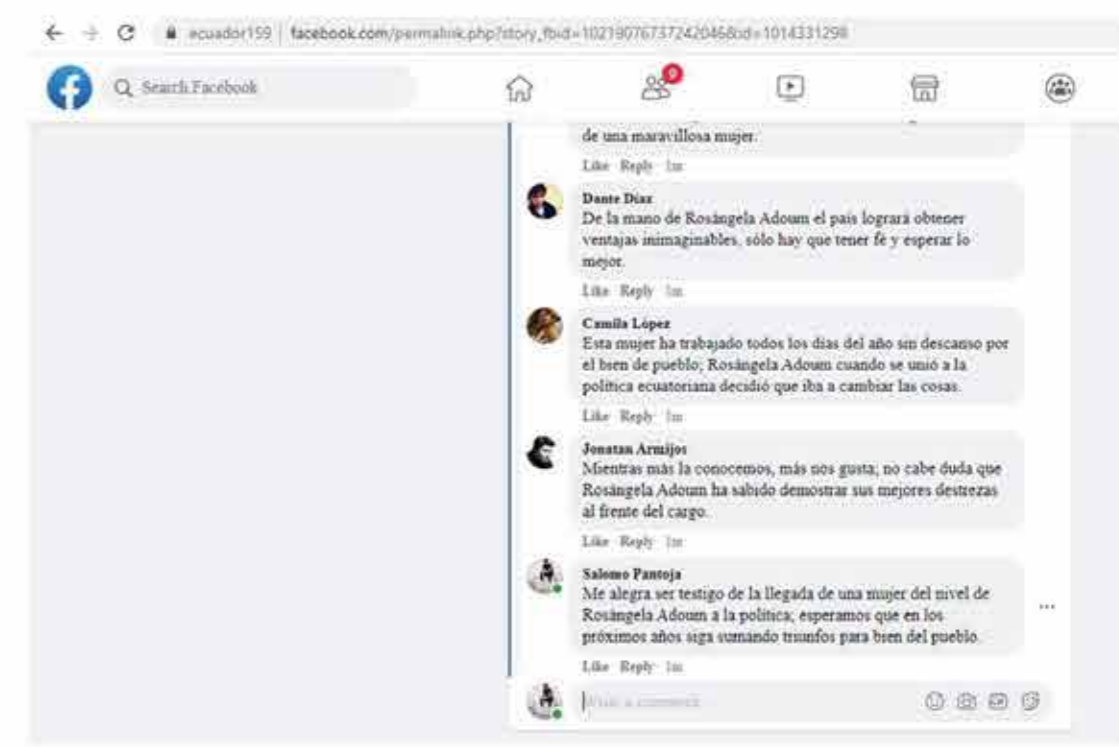 ecuador159 facebook.com/permalink.php?story_fbid=
Search Facebook
9
de una maravillosa mujer.
Like Reply 1m
Dante Díaz
De la mano de Rosángela Adoum el país logrará obtener
ventajas inimaginables, sólo hay que tener fé y esperar lo
mejor.
Like Reply 1m
Camila López
Esta mujer ha trabajado todos los días del año sin descanso por
el bien de pueblo; Rosángela Adoum cuando se unió a la
política ecuatoriana decidió que iba a cambiar las cosas.
Like Reply 1m
Jonatan Armijos
Mientras más la conocemos, más nos gusta; no cabe duda que
Rosángela Adoum ha sabido demostrar sus mejores destrezas
al frente del cargo.
Like Reply 1m
Salomo Pantoja
Me alegra ser testigo de la llegada de una mujer del nivel de
Rosángela Adoum a la política; esperamos que en los
próximos años siga sumando triunfos para bien del pueblo.
Like Reply 1m
Write a comment